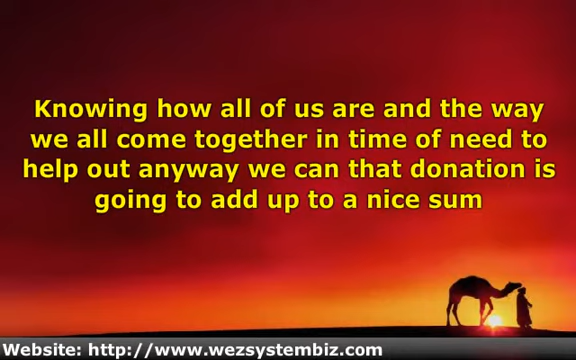 Knowing how all of us are and the way
we all come together in time of need to
help out anyway we can that donation is
going to add up to a nice sum
Website: http://www.wezsystembiz.com